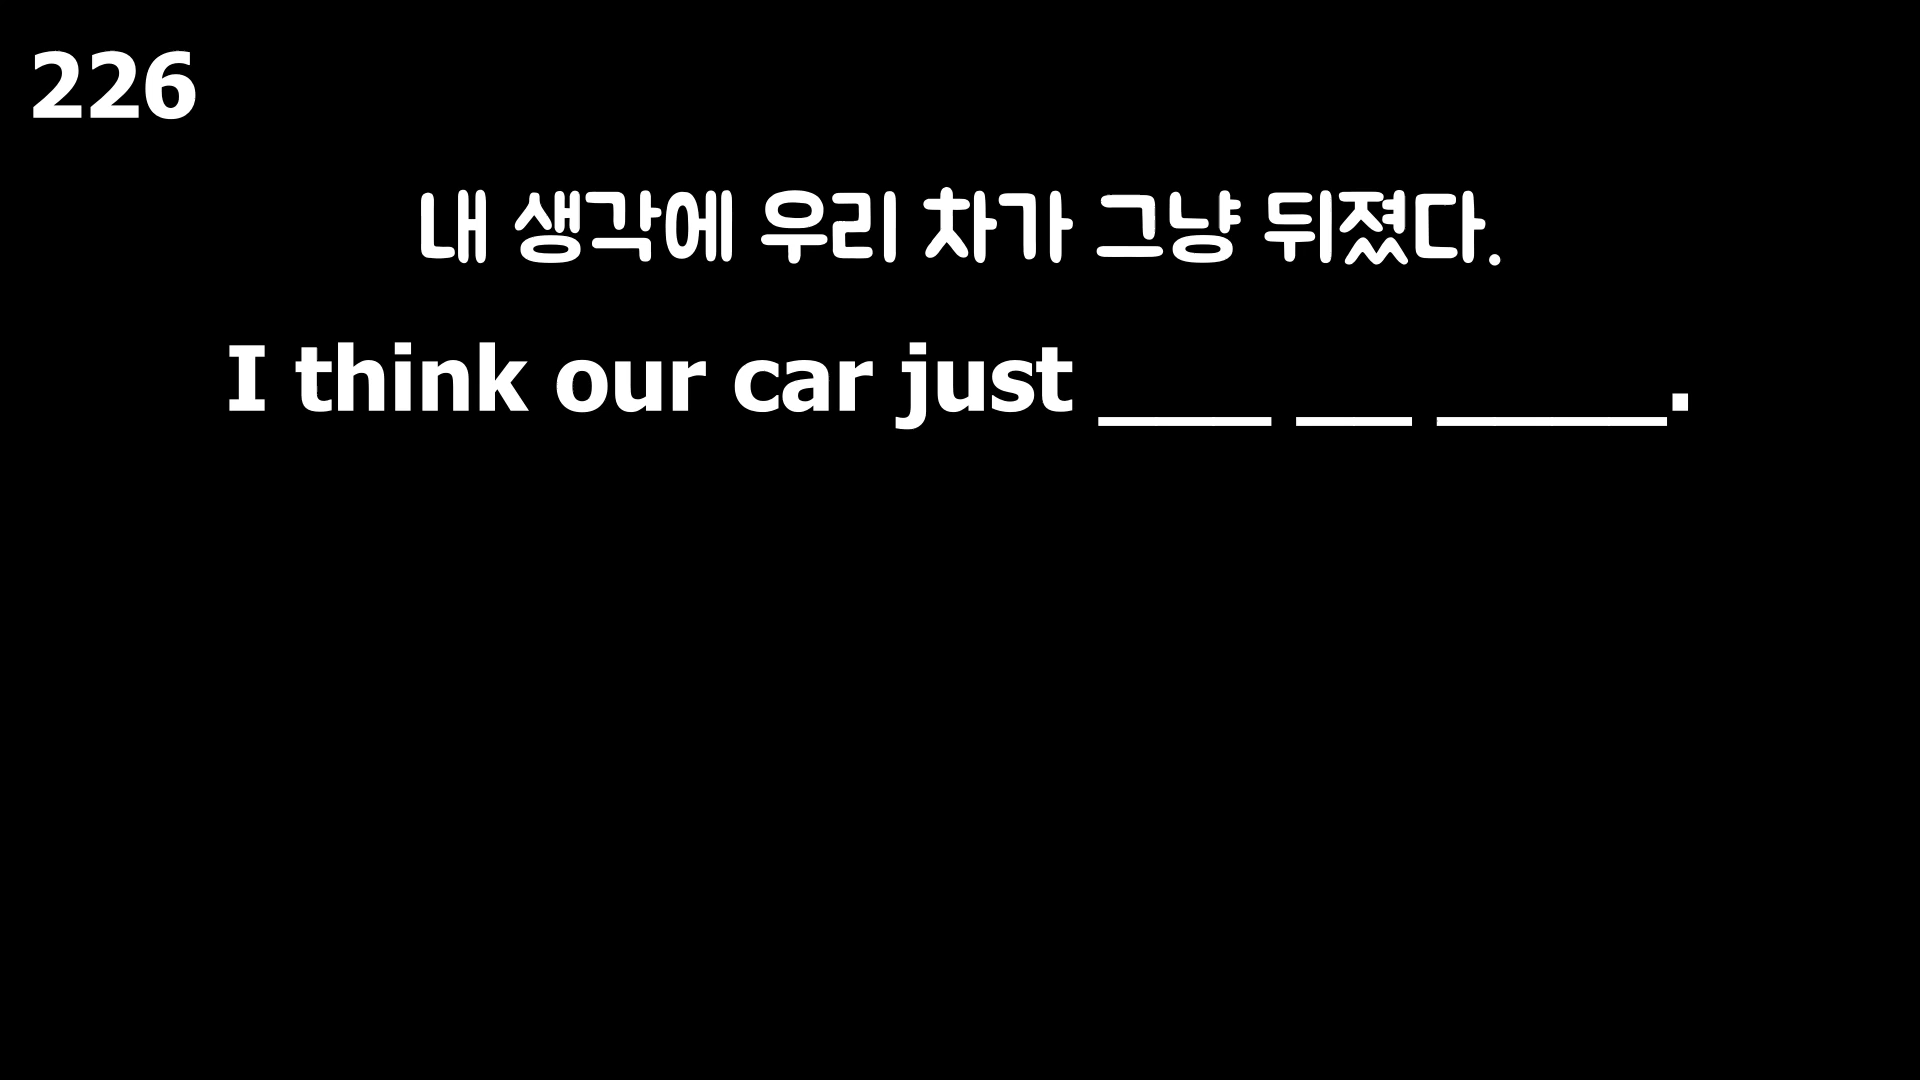 226
내 생각에 우리 차가 그냥 뒤졌다.
I think our car just ___ __ ____.